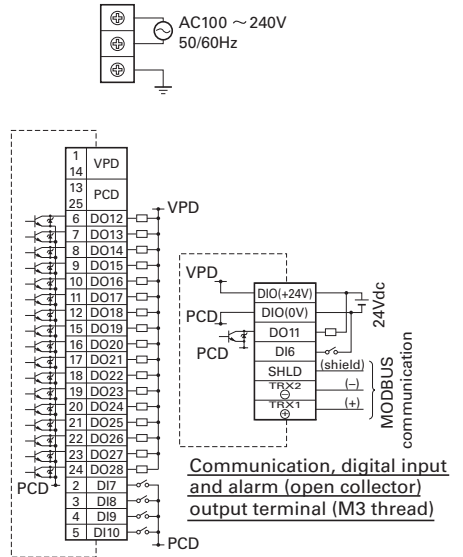 AC100 ～ 240V
50/60Hz
1
14 VPD
13
25 PCD
VPD
6 DO12
7 DO13
8 DO14
9 DO15
10 DO16
11 DO17
12 DO18
15 DO19
16 DO20
17 DO21
18 DO22
19 DO23
20 DO24
21 DO25
22 DO26
23 DO27
24 DO28
PCD
2 DI7
3 DI8
4 DI9
5 DI10
PCD
VPD
DIO(+24V)
PCD
DIO(0V)
24Vdc
DO11
PCD
DI6
SHLD (shield)
TRX2 (−)
⊖
TRX1 (+)
⊕
MODBUS
communication
Communication, digital input
and alarm (open collector)
output terminal (M3 thread)